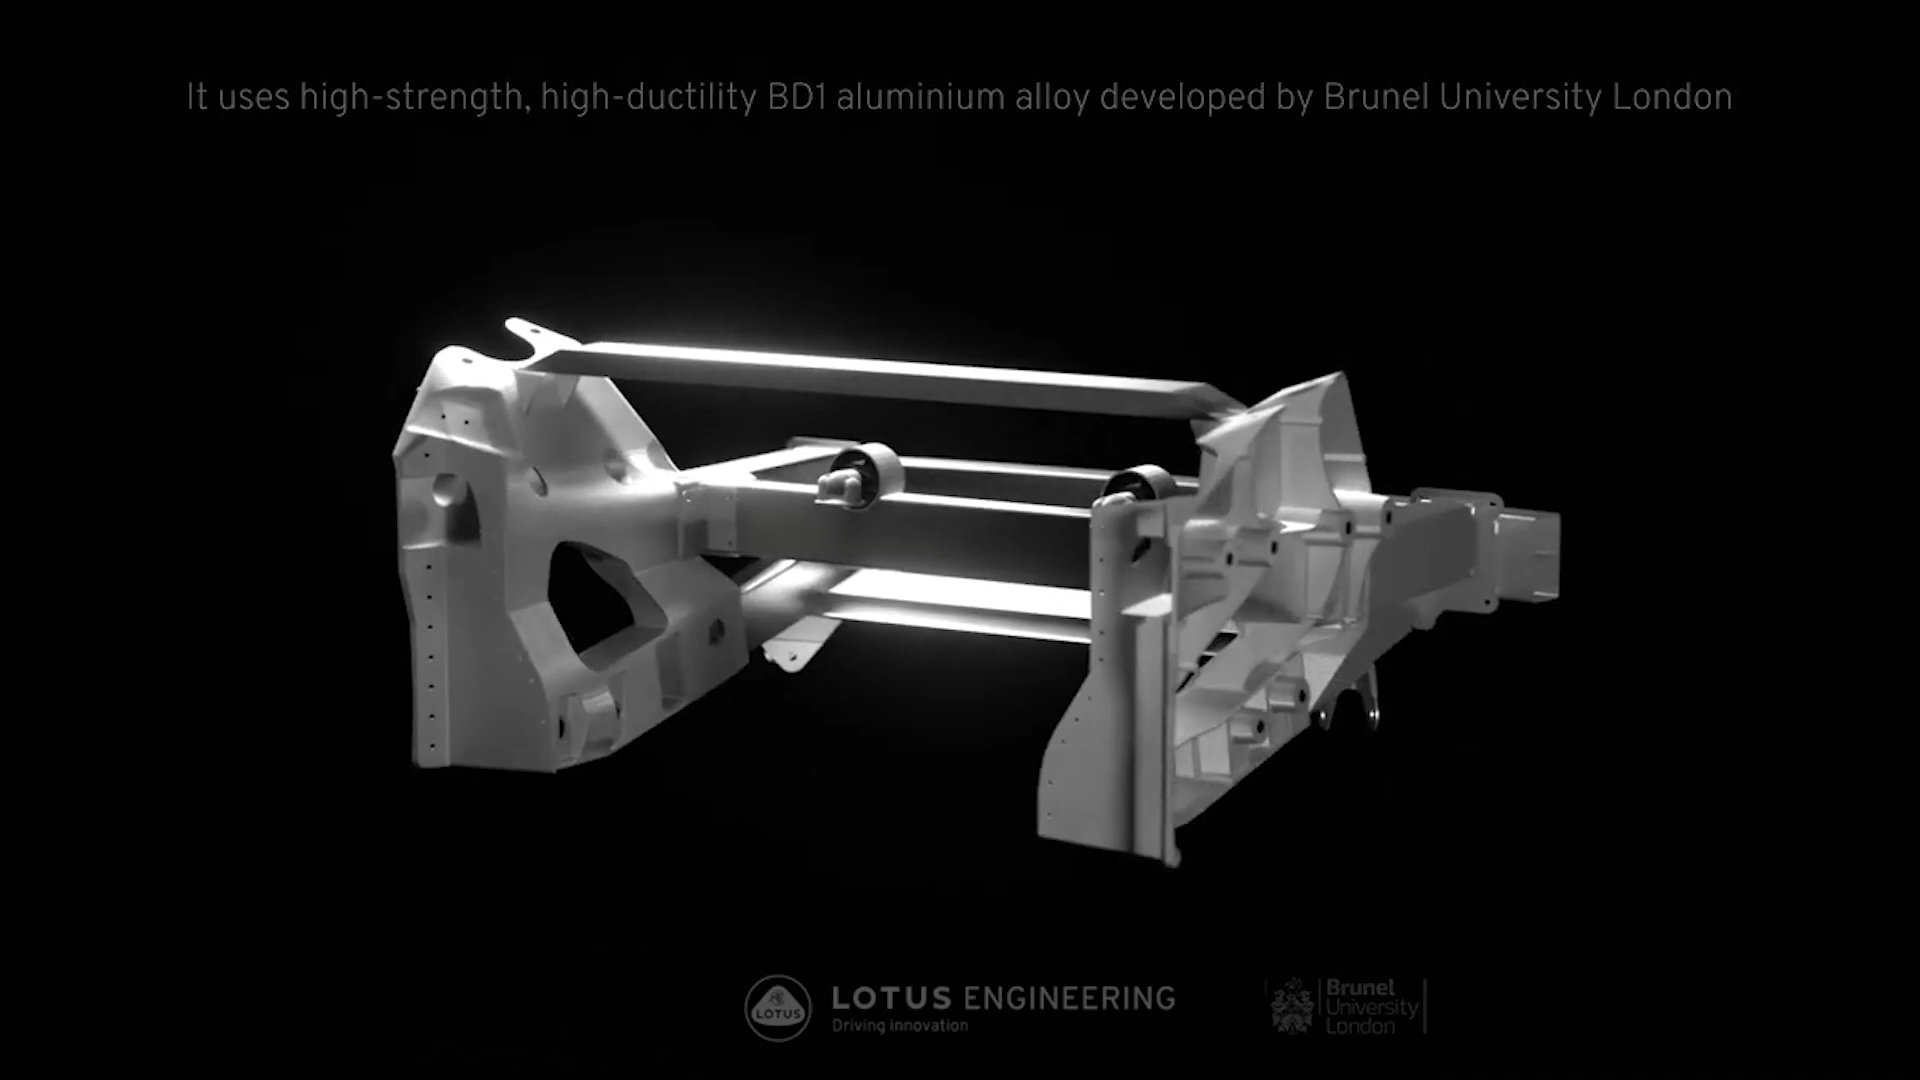 It uses high-strength, high-ductility BD1 aluminium alloy developed by Brunel University London
LOTUS
LOTUS ENGINEERING
Driving innovation
Brunel
University
London